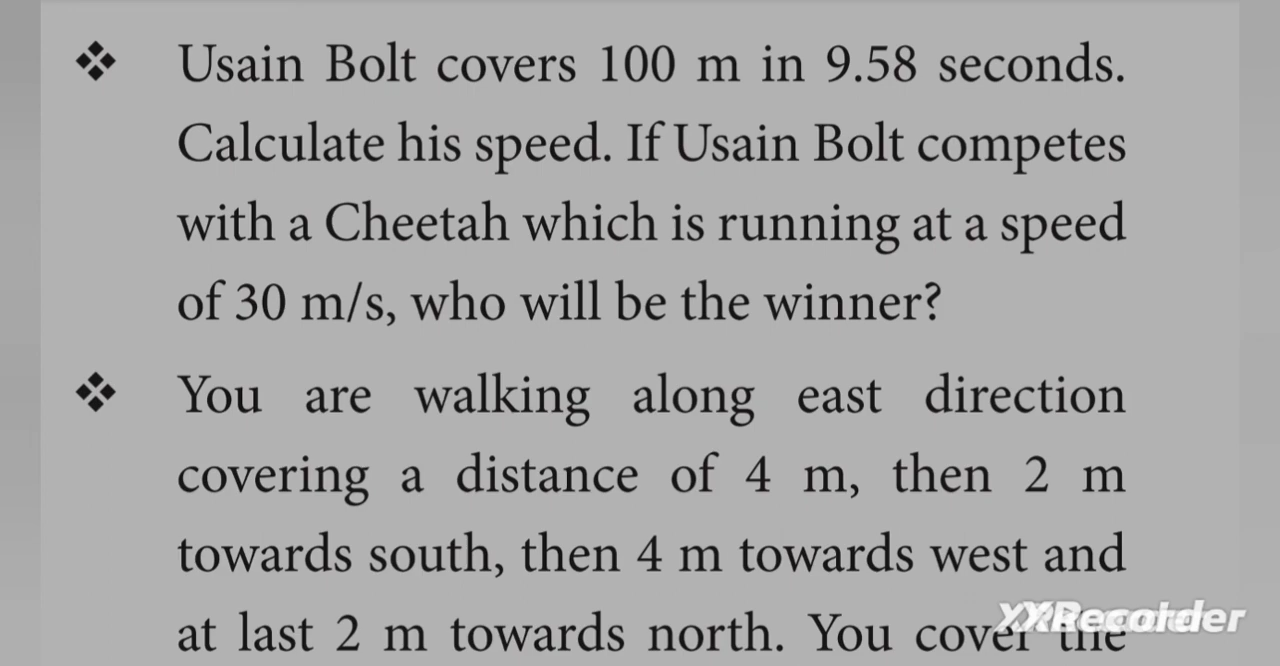 ❖ Usain Bolt covers 100 m in 9.58 seconds.
Calculate his speed. If Usain Bolt competes
with a Cheetah which is running at a speed
of 30 m/s, who will be the winner?
❖ You are walking along east direction
covering a distance of 4 m, then 2 m
towards south, then 4 m towards west and
at last 2 m towards north. You cover the
XXRecorder